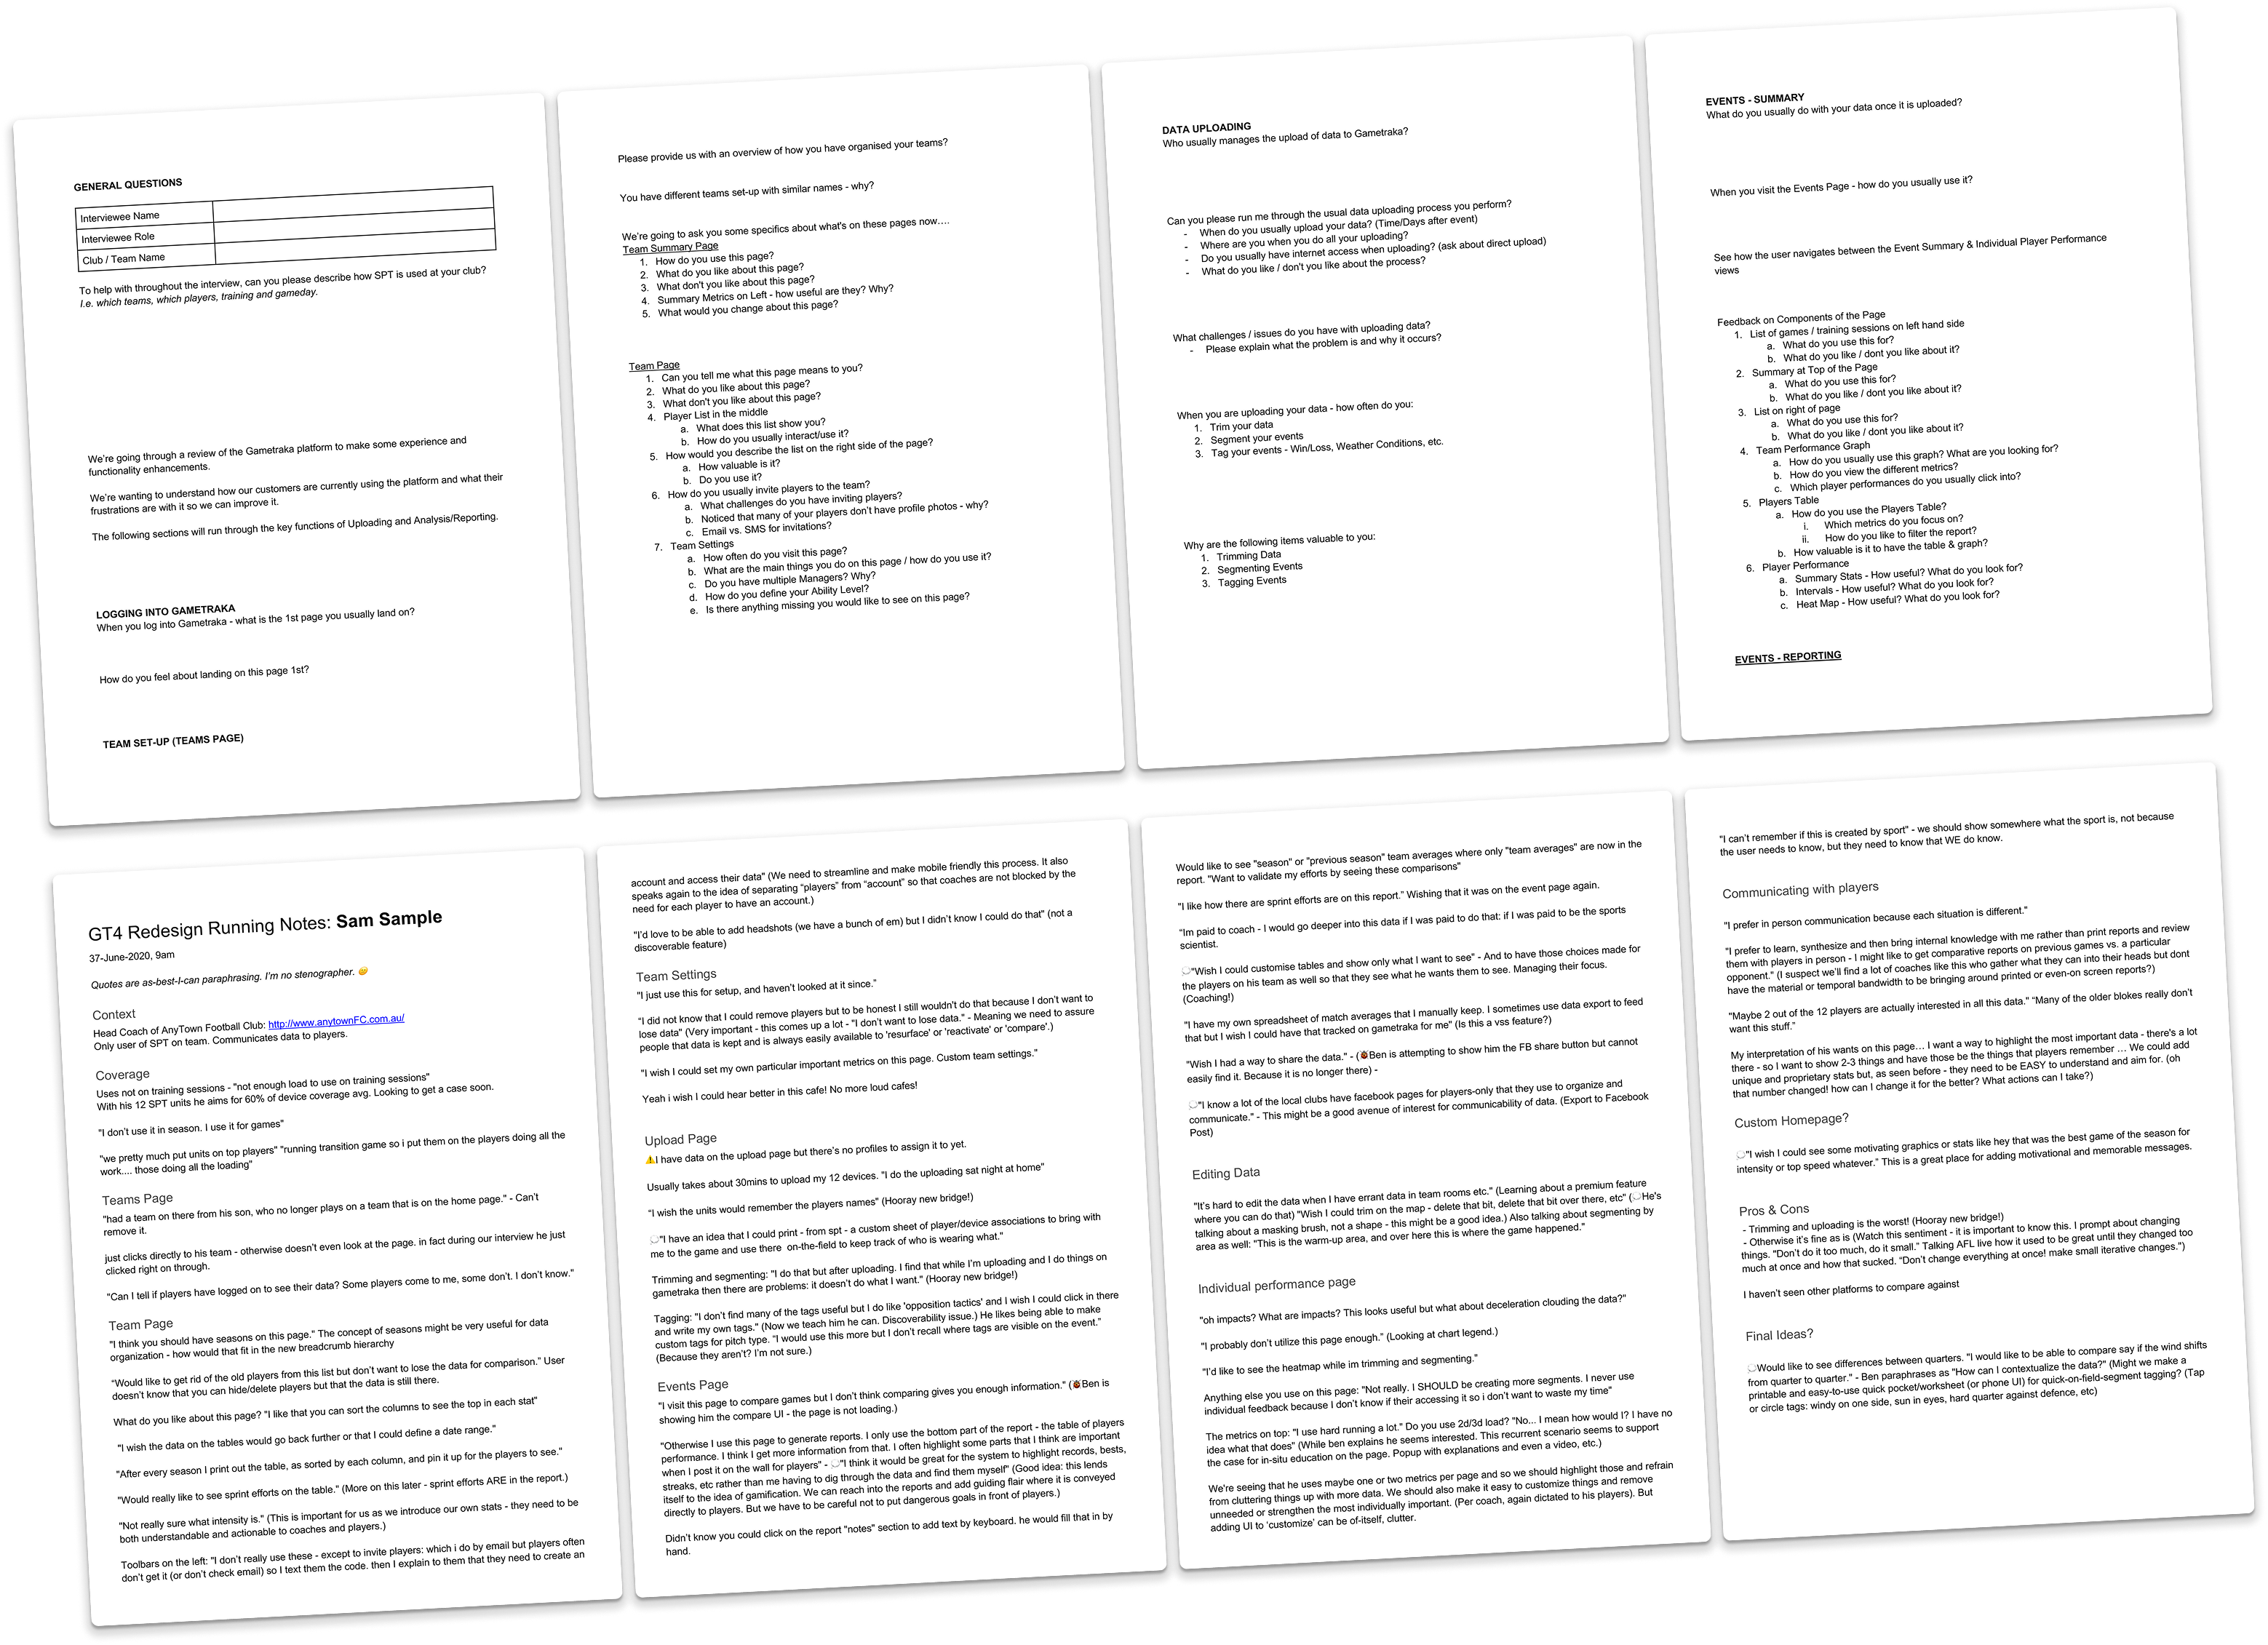 GENERAL QUESTIONS
Interviewee Name
Interviewee Role
Club / Team Name
To help with throughout the interview, can you please describe how SPT is used at your club?
I.e. which teams, which players, training and gameday.
We're going through a review of the Gametraka platform to make some experience and
functionality enhancements.
We're wanting to understand how our customers are currently using the platform and what their
frustrations are with it so we can improve it.
The following sections will run through the key functions of Uploading and Analysis/Reporting.
LOGGING INTO GAMETRAKA
When you log into Gametraka - what is the 1st page you usually land on?
How do you feel about landing on this page 1st?
TEAM SET-UP (TEAMS PAGE)
Please provide us with an overview of how you have organised your teams?
You have different teams set-up with similar names - why?
We're going to ask you some specifics about what's on these pages now….
Team Summary Page
1. How do you use this page?
2. What do you like about this page?
3. What don't you like about this page?
4. Summary Metrics on Left - how useful are they? Why?
5. What would you change about this page?
Team Page
1. Can you tell me what this page means to you?
2. What do you like about this page?
3. What don't you like about this page?
4. Player List in the middle
a. What does this list show you?
b. How do you usually interact/use it?
5. How would you describe the list on the right side of the page?
a. How valuable is it?
b. Do you use it?
6. How do you usually invite players to the team?
a. What challenges do you have inviting players?
b. Noticed that many of your players don't have profile photos - why?
c. Email vs. SMS for invitations?
7. Team Settings
a. How often do you visit this page?
b. What are the main things you do on this page / how do you use it?
c. Do you have multiple Managers? Why?
d. How do you define your Ability Level?
e. Is there anything missing you would like to see on this page?
DATA UPLOADING
Who usually manages the upload of data to Gametraka?
Can you please run me through the usual data uploading process you perform?
- When do you usually upload your data? (Time/Days after event)
- Where are you when you do all your uploading?
- Do you usually have internet access when uploading? (ask about direct upload)
- What do you like / don't you like about the process?
What challenges / issues do you have with uploading data?
- Please explain what the problem is and why it occurs?
When you are uploading your data - how often do you:
1. Trim your data
2. Segment your events
3. Tag your events - Win/Loss, Weather Conditions, etc.
Why are the following items valuable to you:
1. Trimming Data
2. Segmenting Events
3. Tagging Events
EVENTS - SUMMARY
What do you usually do with your data once it is uploaded?
When you visit the Events Page - how do you usually use it?
See how the user navigates between the Event Summary & Individual Player Performance
views
Feedback on Components of the Page
1. List of games / training sessions on left hand side
a. What do you use this for?
b. What do you like / dont you like about it?
2. Summary at Top of the Page
a. What do you use this for?
b. What do you like / dont you like about it?
3. List on right of page
a. What do you use this for?
b. What do you like / dont you like about it?
4. Team Performance Graph
a. How do you usually use this graph? What are you looking for?
b. How do you view the different metrics?
c. Which player performances do you usually click into?
5. Players Table
a. How do you use the Players Table?
i. Which metrics do you focus on?
ii. How do you like to filter the report?
b. How valuable is it to have the table & graph?
6. Player Performance
a. Summary Stats - How useful? What do you look for?
b. Intervals - How useful? What do you look for?
c. Heat Map - How useful? What do you look for?
EVENTS - REPORTING
GT4 Redesign Running Notes: Sam Sample
37-June-2020, 9am
Quotes are as-best-I-can paraphrasing. I'm no stenographer. 😅
Context
Head Coach of AnyTown Football Club: http://www.anytownFC.com.au/
Only user of SPT on team. Communicates data to players.
Coverage
Uses not on training sessions - "not enough load to use on training sessions"
With his 12 SPT units he aims for 60% of device coverage avg. Looking to get a case soon.
"I don't use it in season. I use it for games"
"we pretty much put units on top players" "running transition game so i put them on the players doing all the
work.... those doing all the loading"
Teams Page
"had a team on there from his son, who no longer plays on a team that is on the home page." - Can't
remove it.
just clicks directly to his team - otherwise doesn't even look at the page. in fact during our interview he just
clicked right on through.
"Can I tell if players have logged on to see their data? Some players come to me, some don't. I don't know."
Team Page
"I think you should have seasons on this page." The concept of seasons might be very useful for data
organization - how would that fit in the new breadcrumb hierarchy
"Would like to get rid of the old players from this list but don't want to lose the data for comparison." User
doesn't know that you can hide/delete players but that the data is still there.
What do you like about this page? "I like that you can sort the columns to see the top in each stat"
"I wish the data on the tables would go back further or that I could define a date range."
"After every season I print out the table, as sorted by each column, and pin it up for the players to see."
"Would really like to see sprint efforts on the table." (More on this later - sprint efforts ARE in the report.)
"Not really sure what intensity is." (This is important for us as we introduce our own stats - they need to be
both understandable and actionable to coaches and players.)
Toolbars on the left: "I don't really use these - except to invite players: which i do by email but players often
don't get it (or don't check email) so I text them the code. then I explain to them that they need to create an
account and access their data" (We need to streamline and make mobile friendly this process. It also
speaks again to the idea of separating "players" from "account" so that coaches are not blocked by the
need for each player to have an account.)
"I'd love to be able to add headshots (we have a bunch of em) but I didn't know I could do that" (not a
discoverable feature)
Team Settings
"I just use this for setup, and haven't looked at it since."
"I did not know that I could remove players but to be honest I still wouldn't do that because I don't want to
lose data" (Very important - this comes up a lot - "I don't want to lose data." - Meaning we need to assure
people that data is kept and is always easily available to 'resurface' or 'reactivate' or 'compare'.)
"I wish I could set my own particular important metrics on this page. Custom team settings."
Yeah i wish I could hear better in this cafe! No more loud cafes!
Upload Page
⚠️I have data on the upload page but there's no profiles to assign it to yet.
Usually takes about 30mins to upload my 12 devices. "I do the uploading sat night at home"
"I wish the units would remember the players names" (Hooray new bridge!)
💭"I have an idea that I could print - from spt - a custom sheet of player/device associations to bring with
me to the game and use there on-the-field to keep track of who is wearing what."
Trimming and segmenting: "I do that but after uploading. I find that while I'm uploading and I do things on
gametraka then there are problems: it doesn't do what I want." (Hooray new bridge!)
Tagging: "I don't find many of the tags useful but I do like 'opposition tactics' and I wish I could click in there
and write my own tags." (Now we teach him he can. Discoverability issue.) He likes being able to make
custom tags for pitch type. "I would use this more but I don't recall where tags are visible on the event."
(Because they aren't? I'm not sure.)
Events Page
"I visit this page to compare games but I don't think comparing gives you enough information." (🐞Ben is
showing him the compare UI - the page is not loading.)
"Otherwise I use this page to generate reports. I only use the bottom part of the report - the table of players
performance. I think I get more information from that. I often highlight some parts that I think are important
when I post it on the wall for players" - 💭"I think it would be great for the system to highlight records, bests,
streaks, etc rather than me having to dig through the data and find them myself" (Good idea: this lends
itself to the idea of gamification. We can reach into the reports and add guiding flair where it is conveyed
directly to players. But we have to be careful not to put dangerous goals in front of players.)
Didn't know you could click on the report "notes" section to add text by keyboard. he would fill that in by
hand.
Would like to see "season" or "previous season" team averages where only "team averages" are now in the
report. "Want to validate my efforts by seeing these comparisons"
"I like how there are sprint efforts are on this report." Wishing that it was on the event page again.
"Im paid to coach - I would go deeper into this data if I was paid to do that: if I was paid to be the sports
scientist.
💭"Wish I could customise tables and show only what I want to see" - And to have those choices made for
the players on his team as well so that they see what he wants them to see. Managing their focus.
(Coaching!)
"I have my own spreadsheet of match averages that I manually keep. I sometimes use data export to feed
that but I wish I could have that tracked on gametraka for me" (Is this a vss feature?)
"Wish I had a way to share the data." - (🐞Ben is attempting to show him the FB share button but cannot
easily find it. Because it is no longer there) -
💭"I know a lot of the local clubs have facebook pages for players-only that they use to organize and
communicate." - This might be a good avenue of interest for communicability of data. (Export to Facebook
Post)
Editing Data
"It's hard to edit the data when I have errant data in team rooms etc." (Learning about a premium feature
where you can do that) "Wish I could trim on the map - delete that bit, delete that bit over there, etc" (💭He's
talking about a masking brush, not a shape - this might be a good idea.) Also talking about segmenting by
area as well: "This is the warm-up area, and over here this is where the game happened."
Individual performance page
"oh impacts? What are impacts? This looks useful but what about deceleration clouding the data?"
"I probably don't utilize this page enough." (Looking at chart legend.)
"I'd like to see the heatmap while im trimming and segmenting."
Anything else you use on this page: "Not really. I SHOULD be creating more segments. I never use
individual feedback because I don't know if their accessing it so i don't want to waste my time"
The metrics on top: "I use hard running a lot." Do you use 2d/3d load? "No... I mean how would I? I have no
idea what that does" (While ben explains he seems interested. This recurrent scenario seems to support
the case for in-situ education on the page. Popup with explanations and even a video, etc.)
We're seeing that he uses maybe one or two metrics per page and so we should highlight those and refrain
from cluttering things up with more data. We should also make it easy to customize things and remove
unneeded or strengthen the most individually important. (Per coach, again dictated to his players). But
adding UI to 'customize' can be of-itself, clutter.
"I can't remember if this is created by sport" - we should show somewhere what the sport is, not because
the user needs to know, but they need to know that WE do know.
Communicating with players
"I prefer in person communication because each situation is different."
"I prefer to learn, synthesize and then bring internal knowledge with me rather than print reports and review
them with players in person - I might like to get comparative reports on previous games vs. a particular
opponent." (I suspect we'll find a lot of coaches like this who gather what they can into their heads but dont
have the material or temporal bandwidth to be bringing around printed or even-on screen reports?)
"Maybe 2 out of the 12 players are actually interested in all this data." "Many of the older blokes really don't
want this stuff."
My interpretation of his wants on this page… I want a way to highlight the most important data - there's a lot
there - so I want to show 2-3 things and have those be the things that players remember … We could add
unique and proprietary stats but, as seen before - they need to be EASY to understand and aim for. (oh
that number changed! how can I change it for the better? What actions can I take?)
Custom Homepage?
💭"I wish I could see some motivating graphics or stats like hey that was the best game of the season for
intensity or top speed whatever." This is a great place for adding motivational and memorable messages.
Pros & Cons
- Trimming and uploading is the worst! (Hooray new bridge!)
- Otherwise it's fine as is (Watch this sentiment - it is important to know this. I prompt about changing
things. "Don't do it too much, do it small." Talking AFL live how it used to be great until they changed too
much at once and how that sucked. "Don't change everything at once! make small iterative changes.")
I haven't seen other platforms to compare against
Final Ideas?
💭Would like to see differences between quarters. "I would like to be able to compare say if the wind shifts
from quarter to quarter." - Ben paraphrases as "How can I contextualize the data?" (Might we make a
printable and easy-to-use quick pocket/worksheet (or phone UI) for quick-on-field-segment tagging? (Tap
or circle tags: windy on one side, sun in eyes, hard quarter against defence, etc)